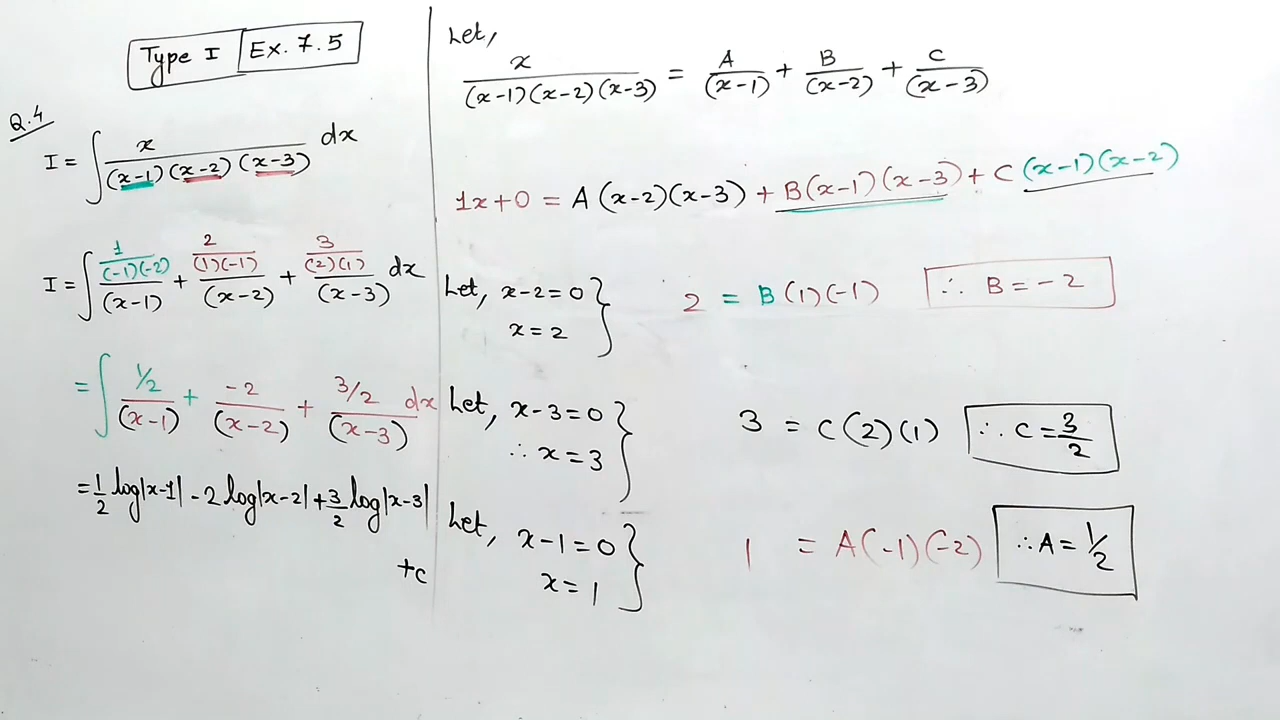 Type I | Ex. 7.5
Q.4
I = ∫ x / (x-1)(x-2)(x-3) dx
I = ∫ 1/(-1)(-2) / (x-1) + 2/(1)(-1) / (x-2) + 3/(2)(1) / (x-3) dx
= ∫ 1/2 / (x-1) + -2 / (x-2) + 3/2 / (x-3) dx
= 1/2 log|x-1| - 2 log|x-2| + 3/2 log|x-3|
+c
Let,
x / (x-1)(x-2)(x-3) = A / (x-1) + B / (x-2) + C / (x-3)
1x+0 = A(x-2)(x-3) + B(x-1)(x-3) + C(x-1)(x-2)
Let, x-2=0 } 2 = B(1)(-1) ∴ B = -2
x=2
Let, x-3=0 } 3 = C(2)(1) ∴ C = 3/2
∴ x=3
Let, x-1=0 } 1 = A(-1)(-2) ∴ A = 1/2
x=1